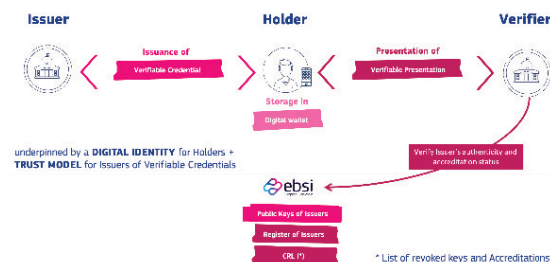 Issuer
Holder
Verifier
Issuance of
Verifiable Credential
Presentation of
Verifiable Presentation
Storage in
Digital wallet
underpinned by a DIGITAL IDENTITY for Holders +
TRUST MODEL for Issuers of Verifiable Credentials
Verify Issuer's authenticity and
accreditation status
ebsi
Public Keys of Issuers
Register of Issuers
CRL (*)
* List of revoked keys and Accreditations